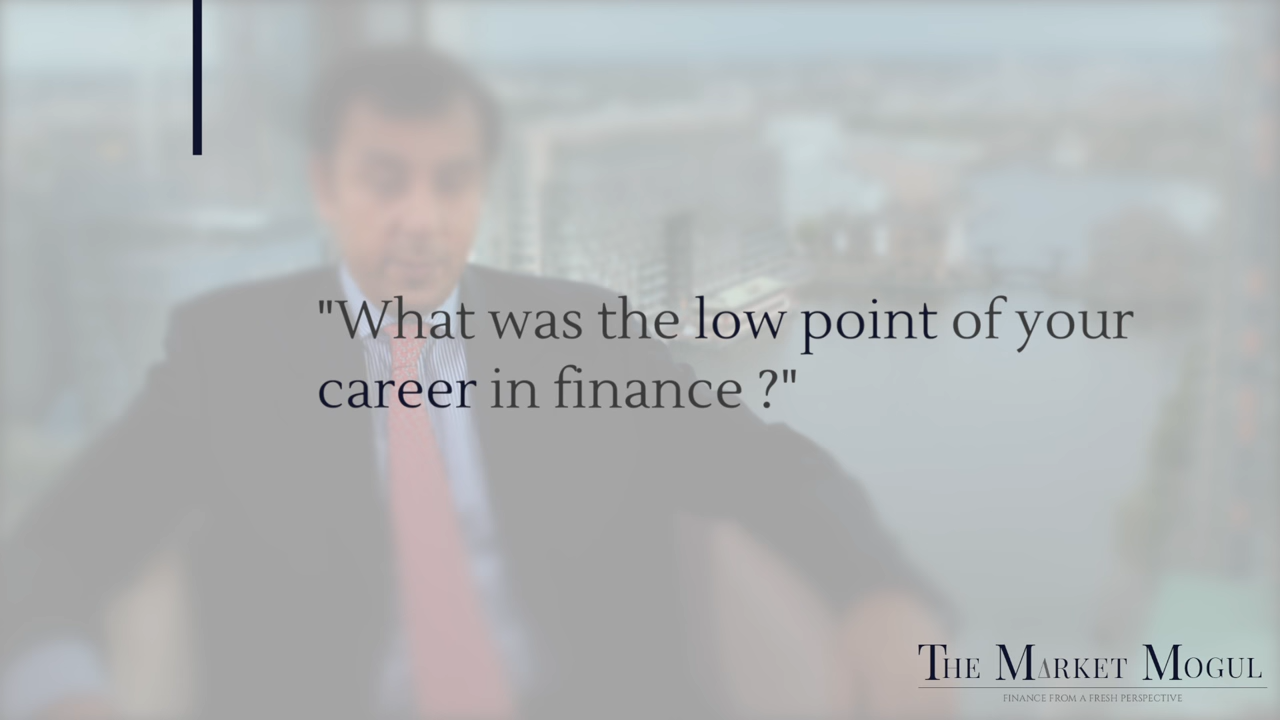 "What was the low point of your
career in finance ?"
THE MARKET MOGUL
FINANCE FROM A FRESH PERSPECTIVE